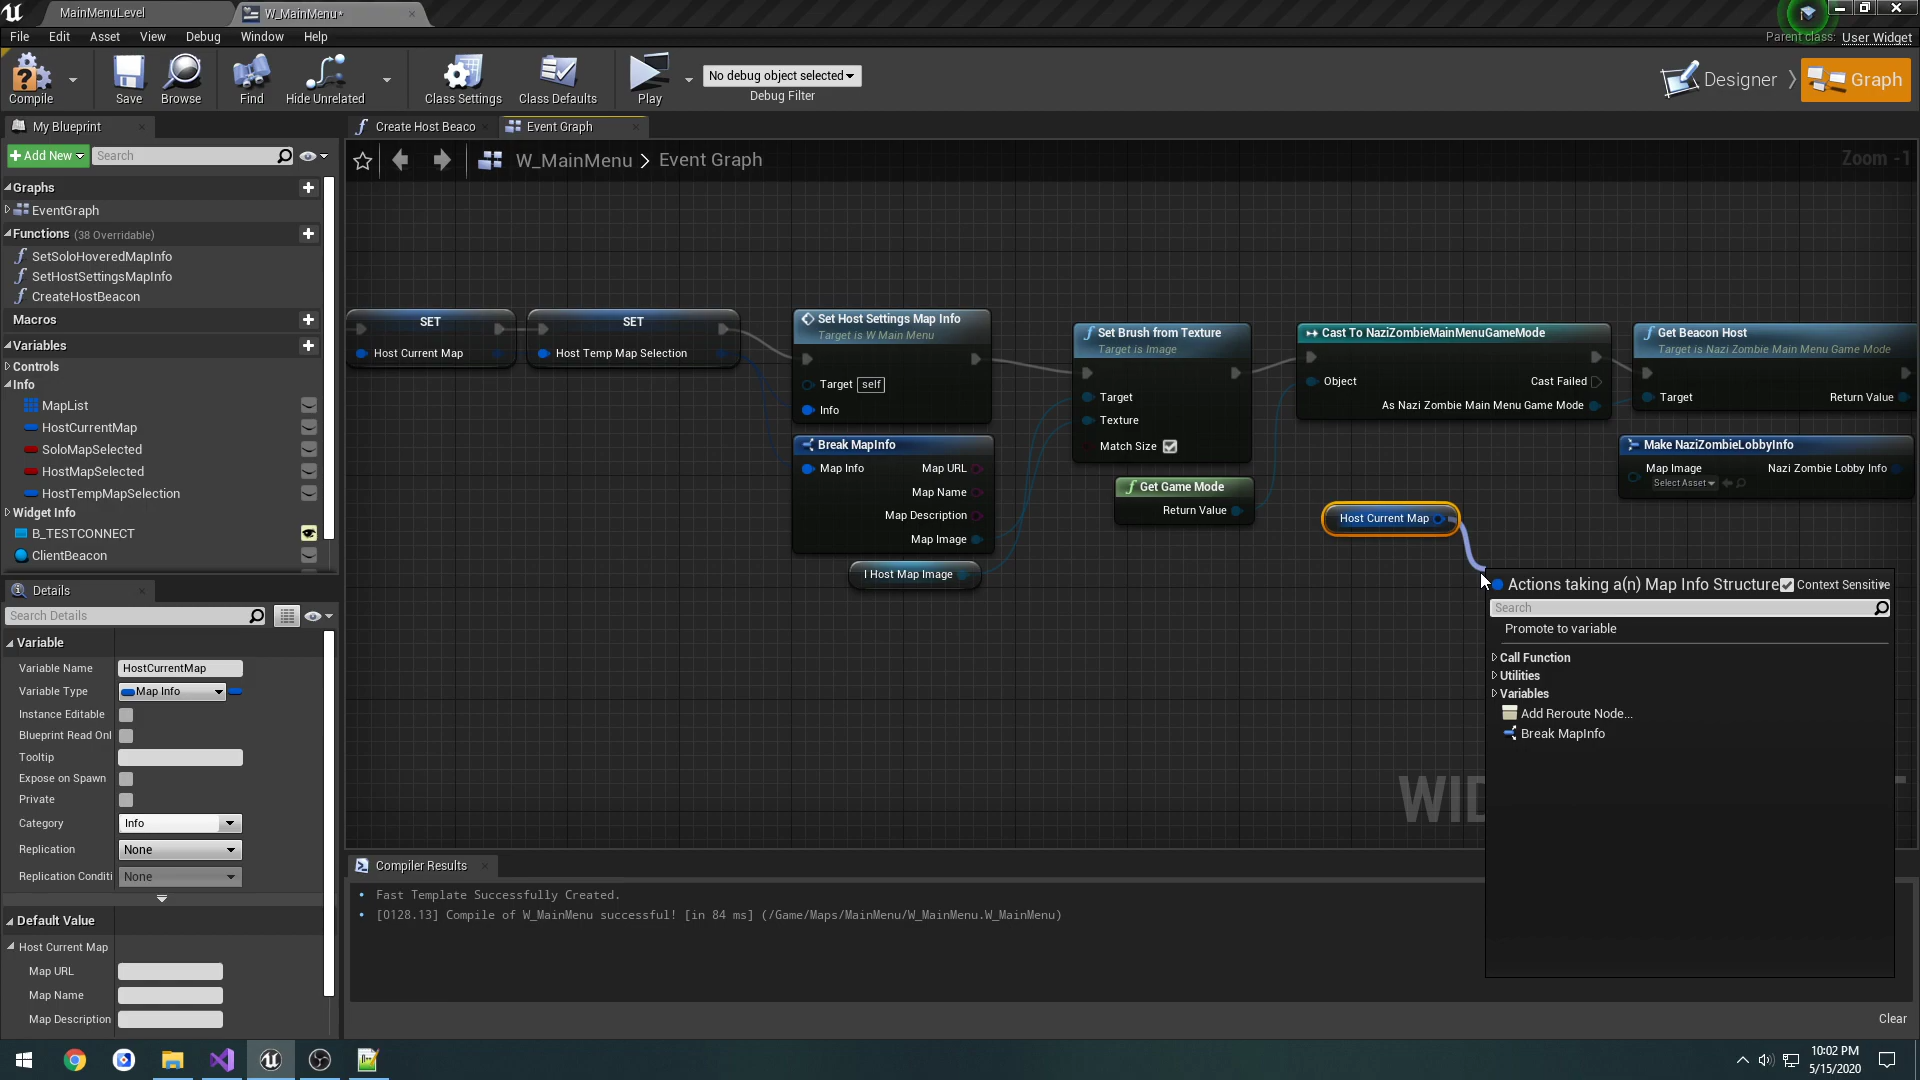 MainMenuLevel
W_MainMenu*
File Edit Asset View Debug Window Help
Parent class: User Widget
Compile
Save
Browse
Find
Hide Unrelated
Class Settings
Class Defaults
Play
No debug object selected
Debug Filter
Designer
Graph
My Blueprint
Create Host Beaco
Event Graph
Add New
Search
W_MainMenu > Event Graph
Zoom -1
Graphs
EventGraph
Functions (38 Overridable)
SetSoloHoveredMapInfo
SetHostSettingsMapInfo
CreateHostBeacon
Macros
Variables
Controls
Info
MapList
HostCurrentMap
SoloMapSelected
HostMapSelected
HostTempMapSelection
Widget Info
B_TESTCONNECT
ClientBeacon
SET
Host Current Map
SET
Host Temp Map Selection
Set Host Settings Map Info
Target is W Main Menu
Target self
Info
Break MapInfo
Map Info
Map URL
Map Name
Map Description
Map Image
I Host Map Image
Set Brush from Texture
Target is Image
Target
Texture
Match Size
Get Game Mode
Return Value
Cast To NaziZombieMainMenuGameMode
Object
Cast Failed
As Nazi Zombie Main Menu Game Mode
Get Beacon Host
Target is Nazi Zombie Main Menu Game Mode
Target
Return Value
Make NaziZombieLobbyInfo
Map Image
Select Asset
Nazi Zombie Lobby Info
Host Current Map
Actions taking a(n) Map Info Structure
Context Sensitive
Search
Promote to variable
Call Function
Utilities
Variables
Add Reroute Node...
Break MapInfo
Details
Search Details
Variable
Variable Name HostCurrentMap
Variable Type Map Info
Instance Editable
Blueprint Read Onl
Tooltip
Expose on Spawn
Private
Category Info
Replication None
Replication Conditi None
Default Value
Host Current Map
Map URL
Map Name
Map Description
Compiler Results
Fast Template Successfully Created.
[0128.13] Compile of W_MainMenu successful! [in 84 ms] (/Game/Maps/MainMenu/W_MainMenu.W_MainMenu)
Clear
10:02 PM
5/15/2020